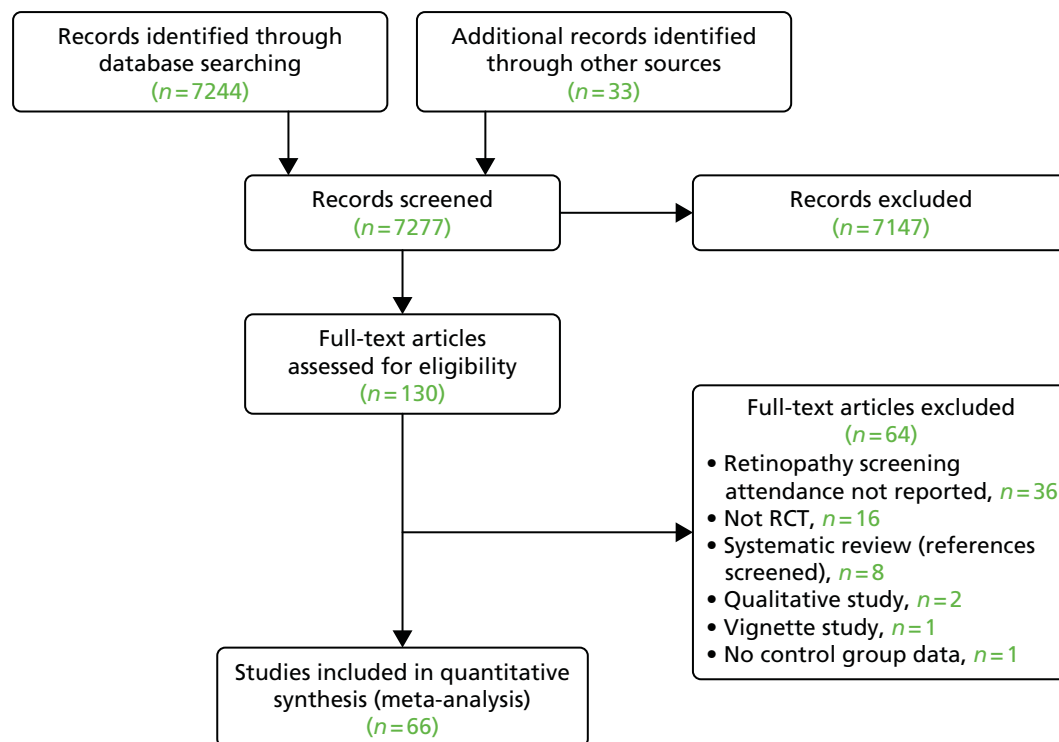 Records identified through
database searching
(n=7244)
Additional records identified
through other sources
(n=33)
Records screened
(n=7277)
Records excluded
(n=7147)
Full-text articles
assessed for eligibility
(n=130)
Full-text articles excluded
(n=64)
• Retinopathy screening
attendance not reported, n=36
• Not RCT, n=16
• Systematic review (references
screened), n=8
• Qualitative study, n=2
• Vignette study, n=1
• No control group data, n=1
Studies included in quantitative
synthesis (meta-analysis)
(n=66)